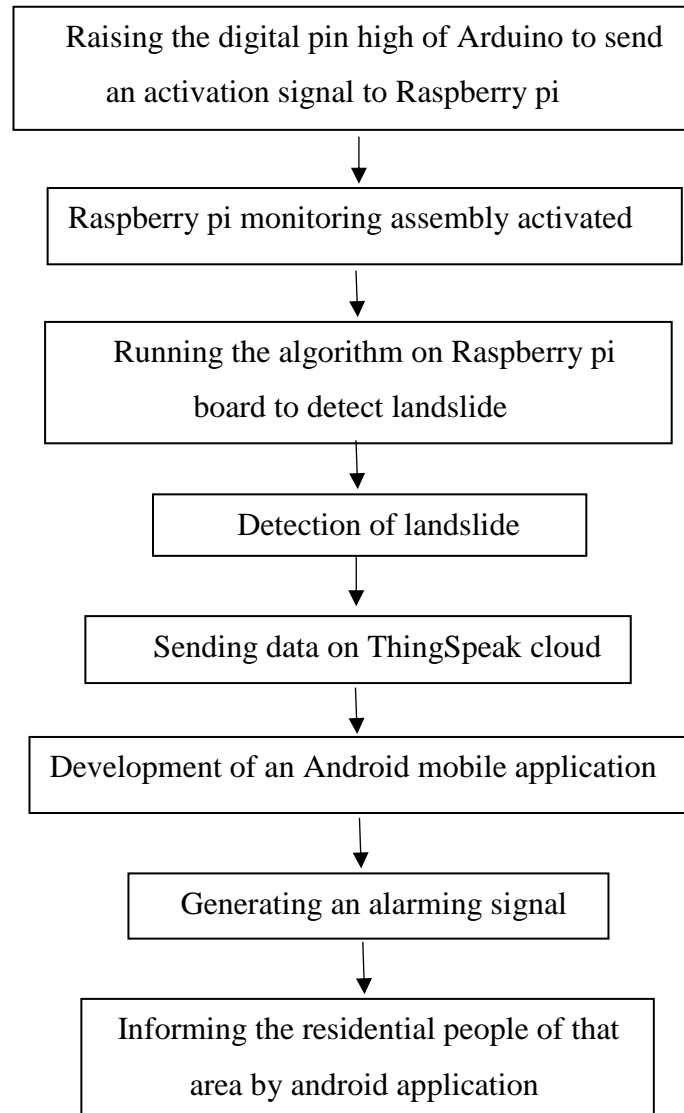 Raising the digital pin high of Arduino to send
an activation signal to Raspberry pi
Raspberry pi monitoring assembly activated
Running the algorithm on Raspberry pi
board to detect landslide
Detection of landslide
Sending data on ThingSpeak cloud
Development of an Android mobile application
Generating an alarming signal
Informing the residential people of that
area by android application